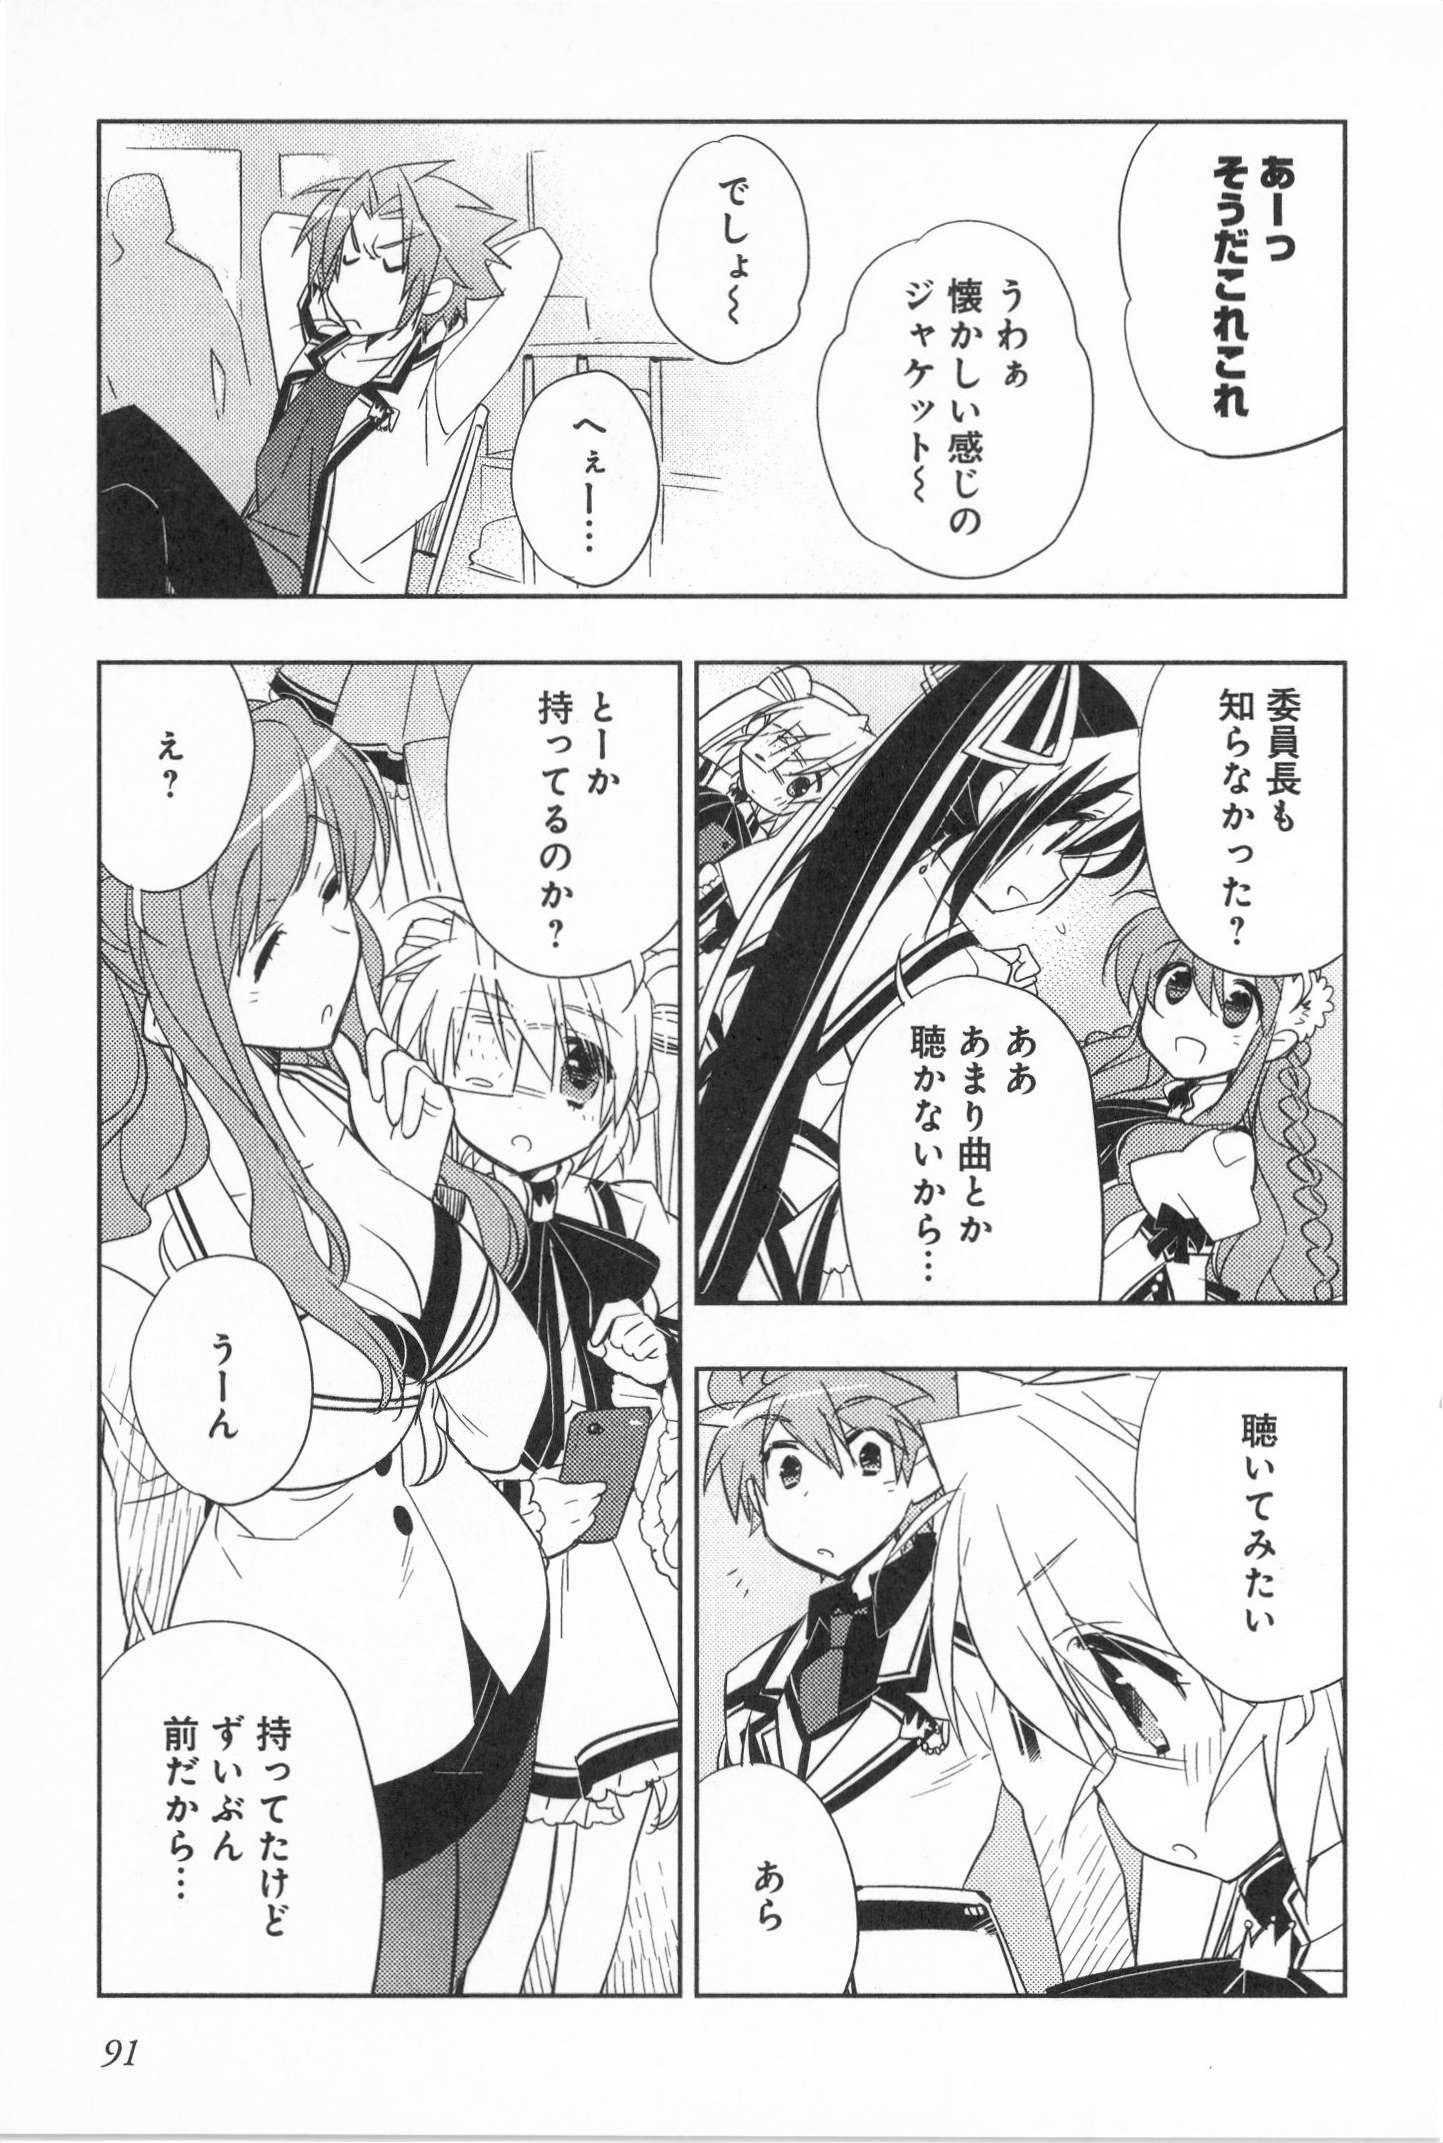 あーっ
そうだこれこれ
うわぁ
懐かしい感じの
ジャケット～
でしょ～
へぇー…
委員長も
知らなかった？
ああ
あまり曲とか
聴かないから…
聴いてみたい
あら
とーか
持ってるのか？
え？
うーん
持ってたけど
ずいぶん
前だから…
91